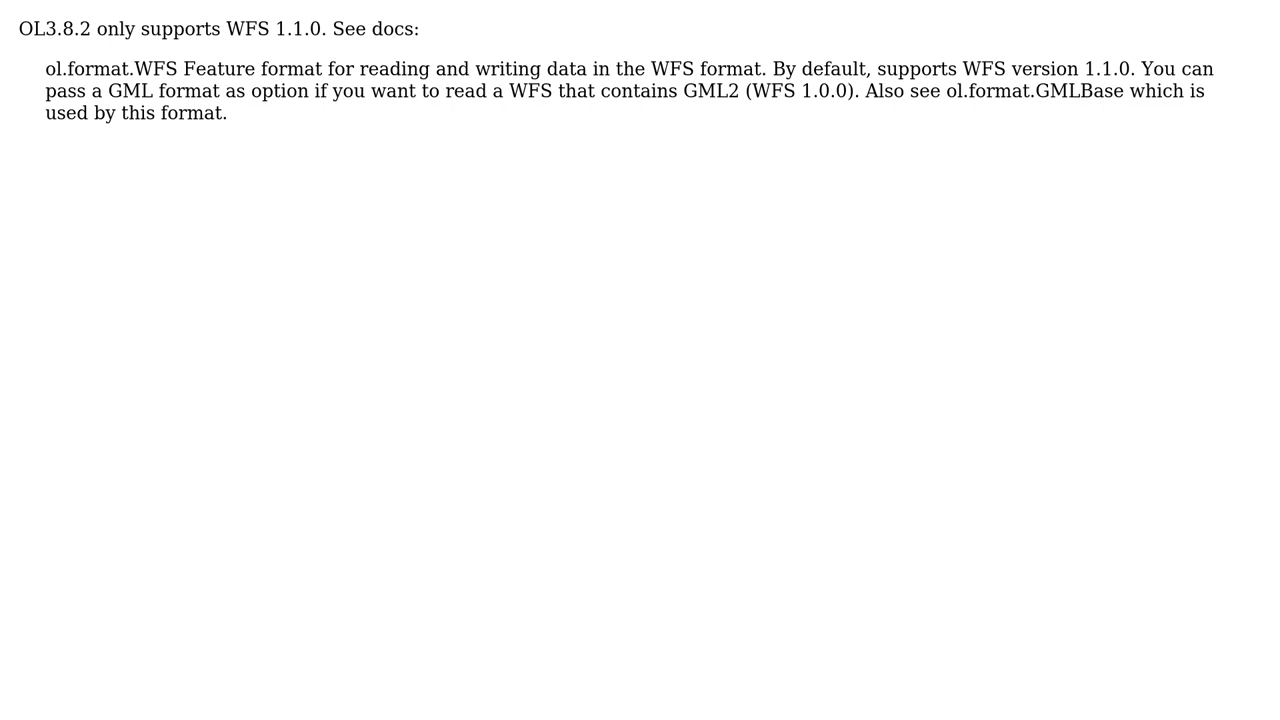 OL3.8.2 only supports WFS 1.1.0. See docs:
ol.format.WFS Feature format for reading and writing data in the WFS format. By default, supports WFS version 1.1.0. You can
pass a GML format as option if you want to read a WFS that contains GML2 (WFS 1.0.0). Also see ol.format.GMLBase which is
used by this format.